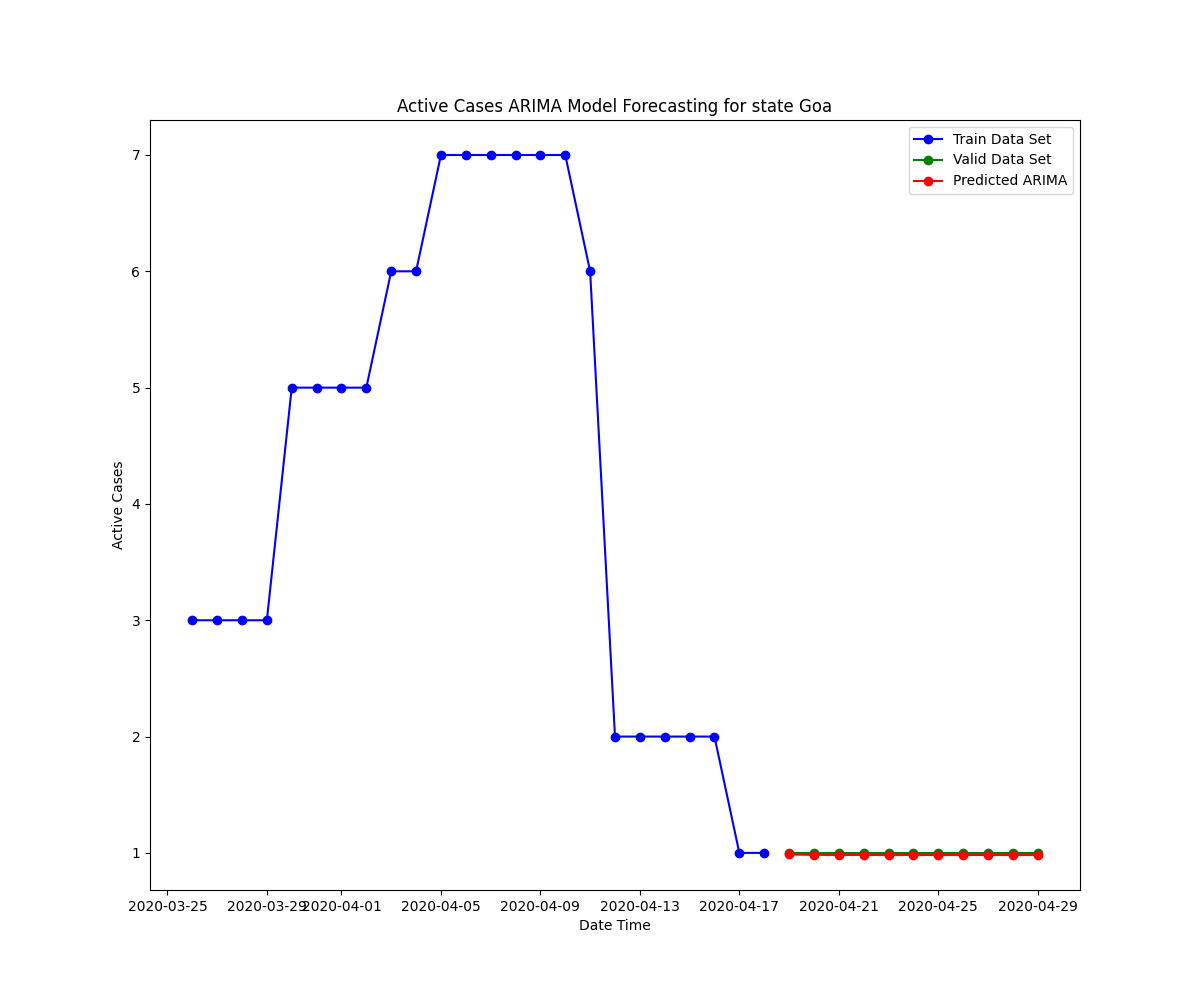 Active Cases ARIMA Model Forecasting for state Goa
Train Data Set
Valid Data Set
Predicted ARIMA
7
6
5
4
3
2
1
Active Cases
2020-03-25 2020-03-29 2020-04-01 2020-04-05 2020-04-09 2020-04-13 2020-04-17 2020-04-21 2020-04-25 2020-04-29
Date Time